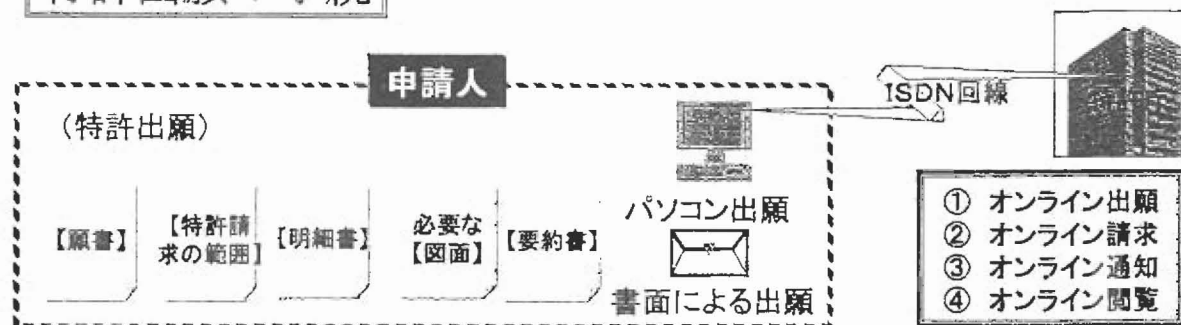 申請人
ISDN回線
(特許出願)
【願書】
【特許請
求の範囲】
【明細書】
必要な
【図面】
【要約書】
パソコン出願
書面による出願
① オンライン出願
② オンライン請求
③ オンライン通知
④ オンライン閲覧